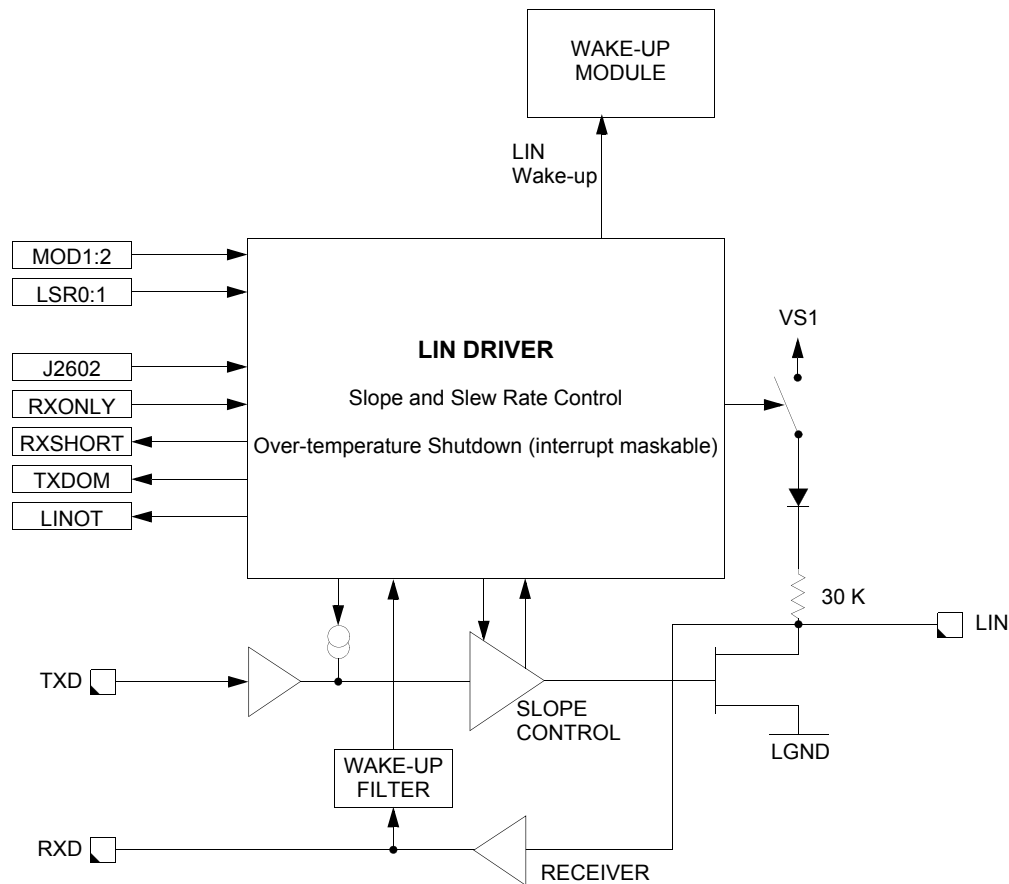 WAKE-UP
MODULE
LIN
Wake-up
MOD1:2
LSR0:1
J2602
RXONLY
RXSHORT
TXDOM
LINOT
LIN DRIVER
Slope and Slew Rate Control
Over-temperature Shutdown (interrupt maskable)
VS1
30 K
LIN
TXD
SLOPE
CONTROL
LGND
WAKE-UP
FILTER
RXD
RECEIVER